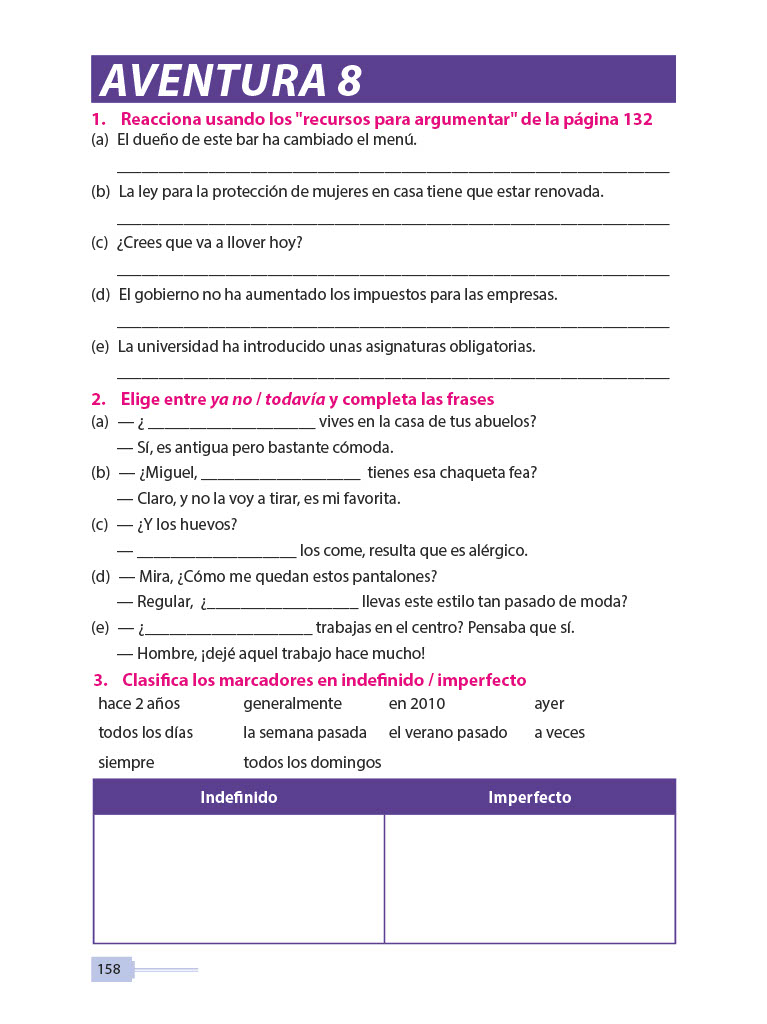 AVENTURA 8
1. Reacciona usando los "recursos para argumentar" de la página 132
(a) El dueño de este bar ha cambiado el menú.
(b) La ley para la protección de mujeres en casa tiene que estar renovada.
(c) ¿Crees que va a llover hoy?
(d) El gobierno no ha aumentado los impuestos para las empresas.
(e) La universidad ha introducido unas asignaturas obligatorias.
2. Elige entre ya no / todavía y completa las frases
(a) — ¿ ____________________ vives en la casa de tus abuelos?
— Sí, es antigua pero bastante cómoda.
(b) — ¿Miguel, ___________________ tienes esa chaqueta fea?
— Claro, y no la voy a tirar, es mi favorita.
(c) — ¿Y los huevos?
— ___________________ los come, resulta que es alérgico.
(d) — Mira, ¿Cómo me quedan estos pantalones?
— Regular, ¿__________________ llevas este estilo tan pasado de moda?
(e) — ¿____________________ trabajas en el centro? Pensaba que sí.
— Hombre, ¡dejé aquel trabajo hace mucho!
3. Clasifica los marcadores en indefinido / imperfecto
hace 2 años generalmente en 2010 ayer
todos los días la semana pasada el verano pasado a veces
siempre todos los domingos
Indefinido Imperfecto
158